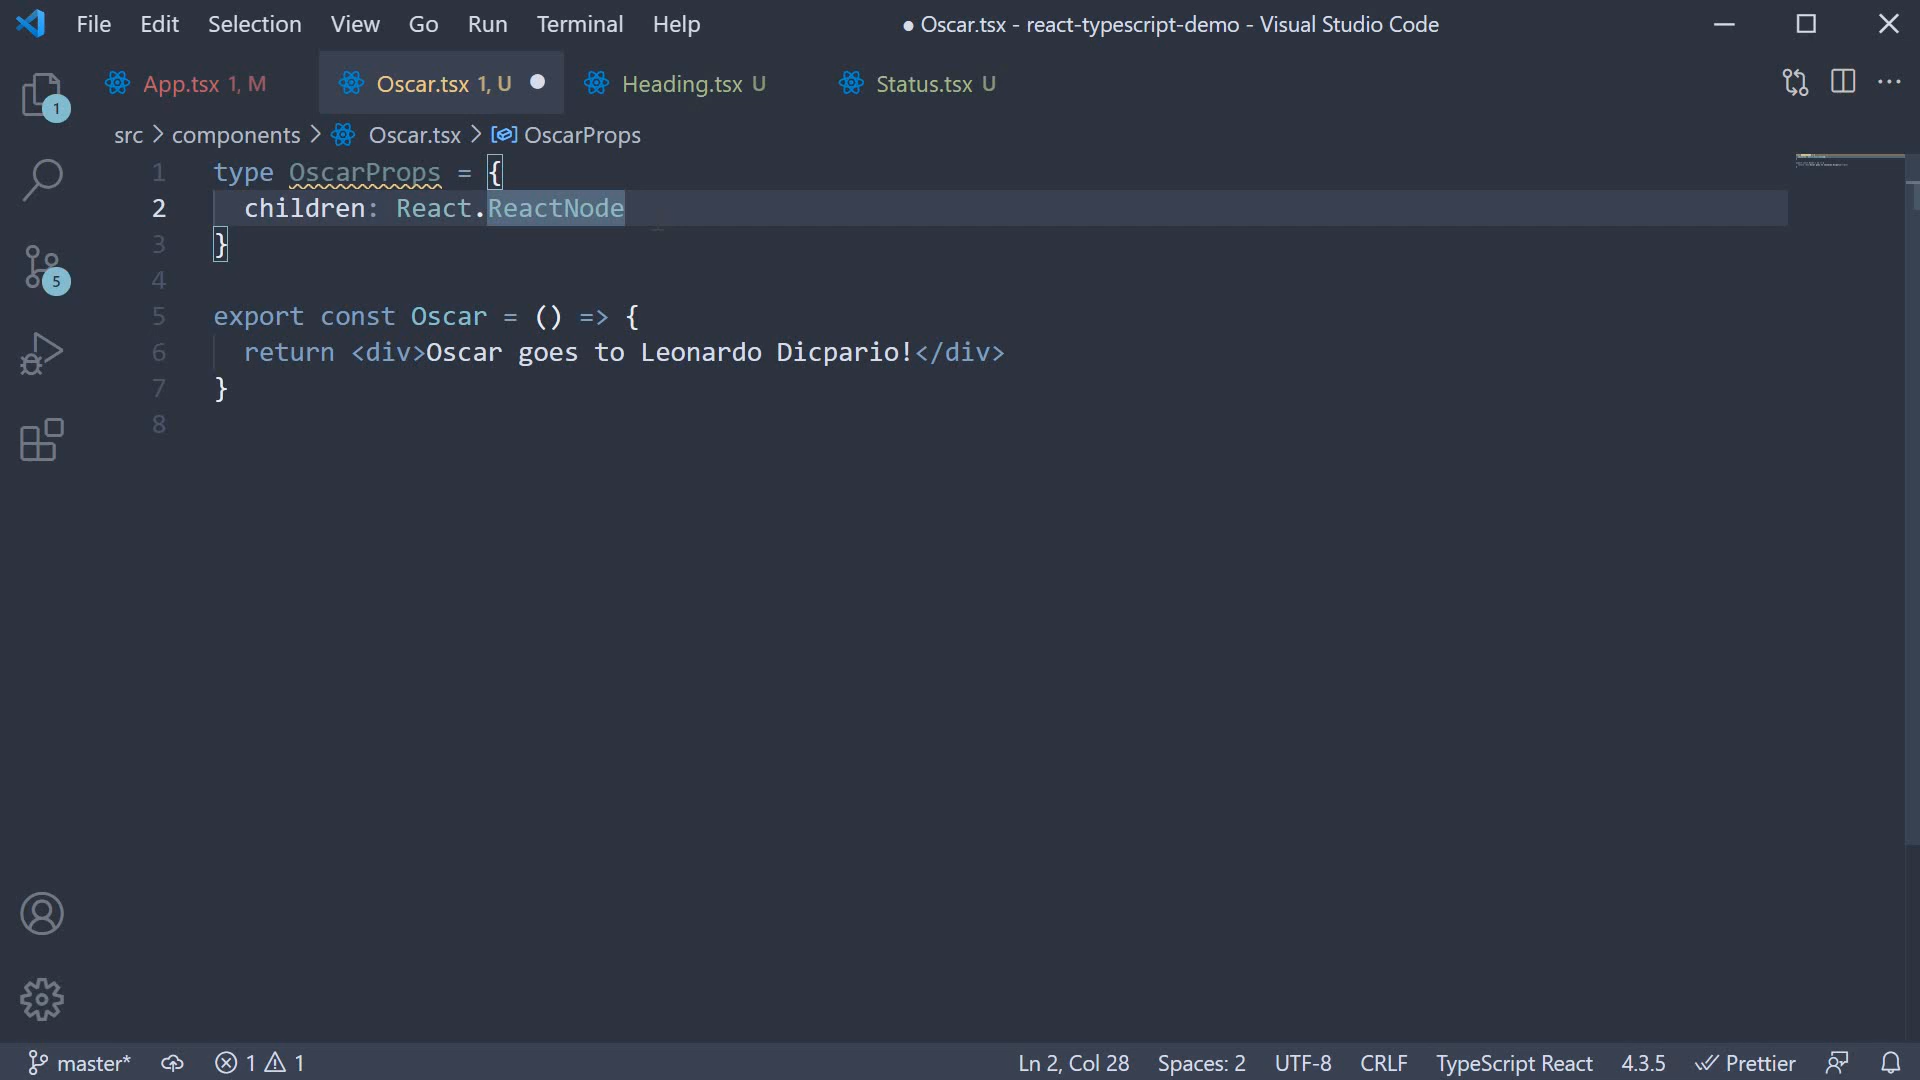 File Edit Selection View Go Run Terminal Help ● Oscar.tsx - react-typescript-demo - Visual Studio Code
App.tsx 1, M Oscar.tsx 1, U Heading.tsx U Status.tsx U
1
src > components > Oscar.tsx > OscarProps
1 type OscarProps = {
2 children: React.ReactNode
3 }
4
5
5 export const Oscar = () => {
6 return <div>Oscar goes to Leonardo Dicpario!</div>
7 }
8
master* 1 1 Ln 2, Col 28 Spaces: 2 UTF-8 CRLF TypeScript React 4.3.5 Prettier